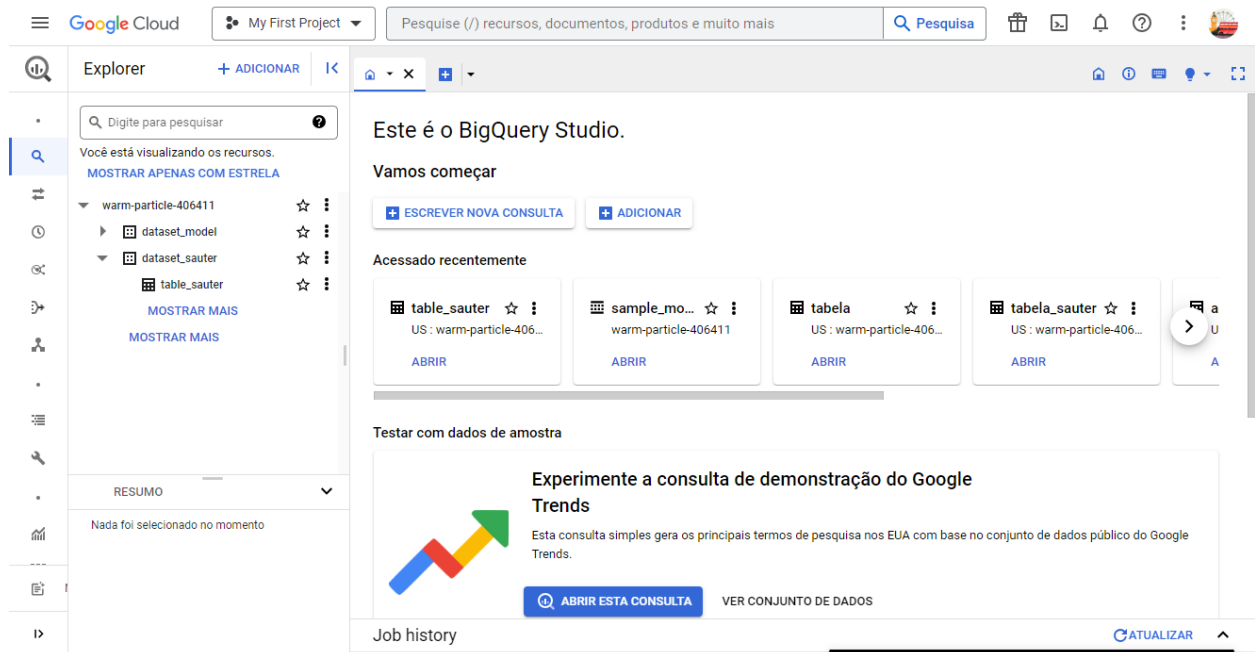 Google Cloud
My First Project
Pesquise (/) recursos, documentos, produtos e muito mais
Pesquisa
Explorer
+ ADICIONAR
Digite para pesquisar
Você está visualizando os recursos.
MOSTRAR APENAS COM ESTRELA
warm-particle-406411
dataset_model
dataset_sauter
table_sauter
MOSTRAR MAIS
MOSTRAR MAIS
RESUMO
Nada foi selecionado no momento
Este é o BigQuery Studio.
Vamos começar
ESCREVER NOVA CONSULTA
ADICIONAR
Acessado recentemente
table_sauter
US : warm-particle-406...
ABRIR
sample_mo...
warm-particle-406411
ABRIR
tabela
US : warm-particle-406...
ABRIR
tabela_sauter
US : warm-particle-406...
ABRIR
Testar com dados de amostra
Experimente a consulta de demonstração do Google
Trends
Esta consulta simples gera os principais termos de pesquisa nos EUA com base no conjunto de dados público do Google
Trends.
ABRIR ESTA CONSULTA
VER CONJUNTO DE DADOS
Job history
ATUALIZAR